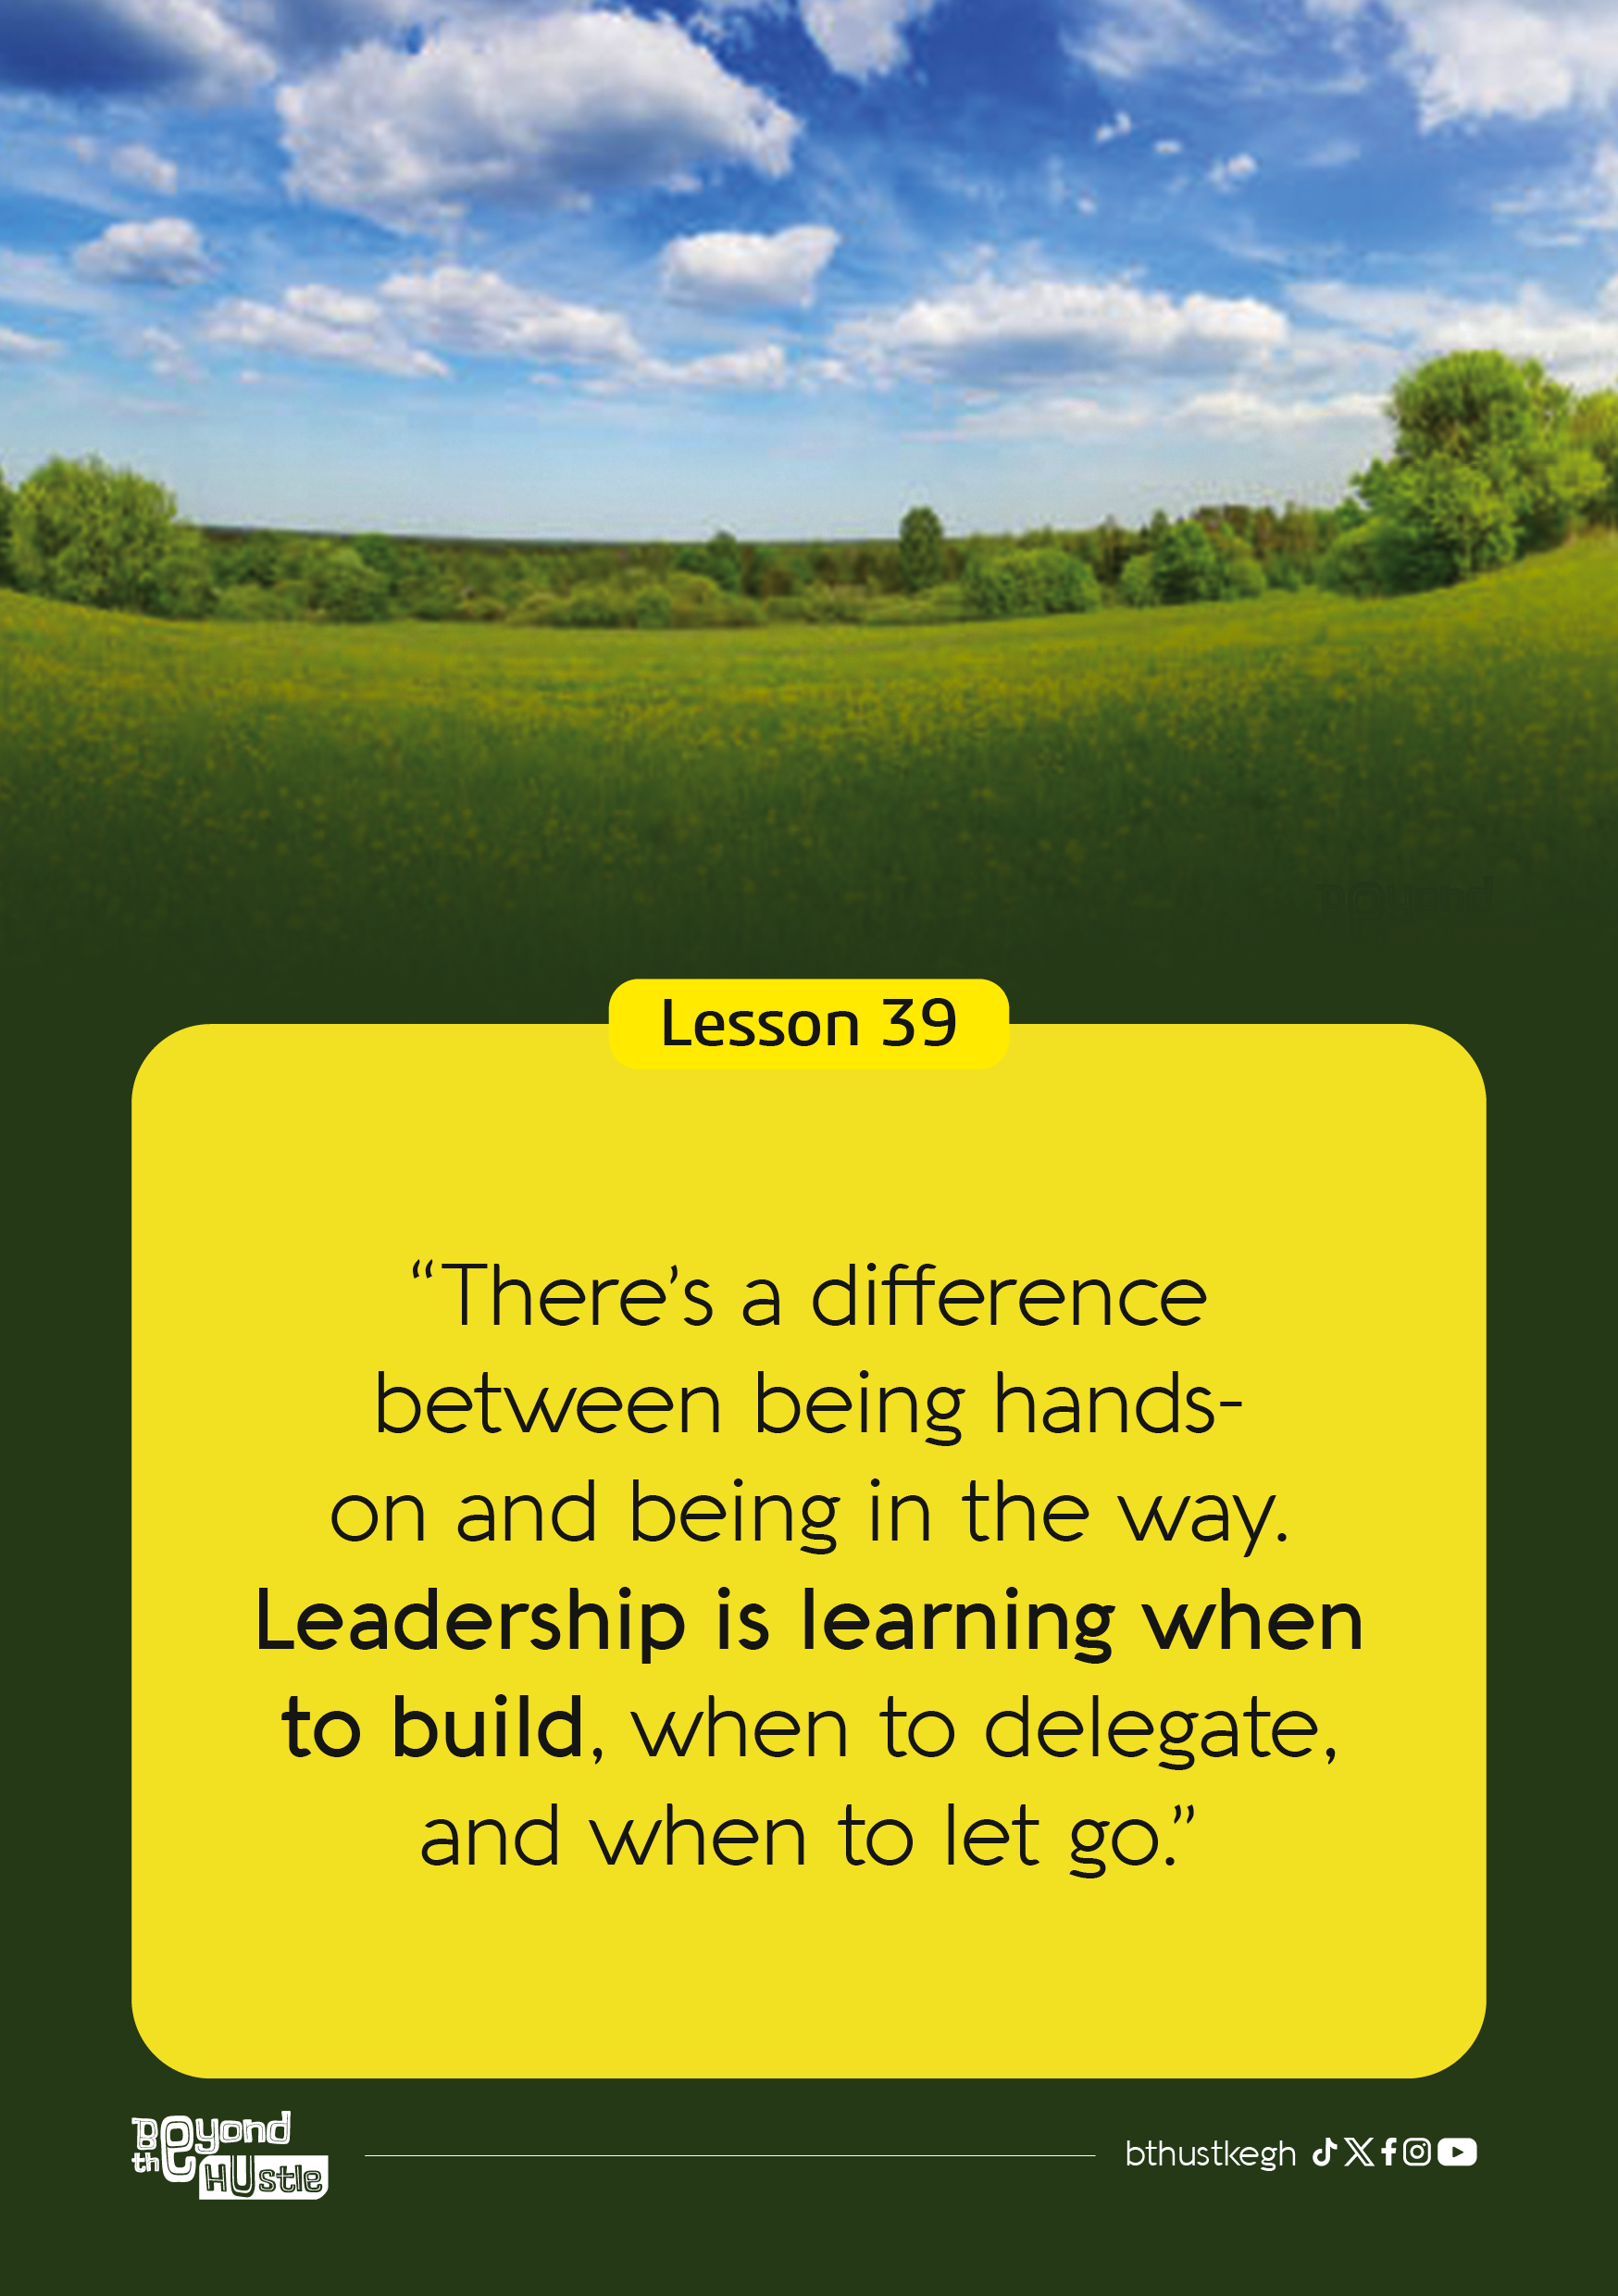 Lesson 39
“There’s a difference
between being hands-
on and being in the way.
Leadership is learning when
to build, when to delegate,
and when to let go.”
Beyond
the HUstle
bthustkegh